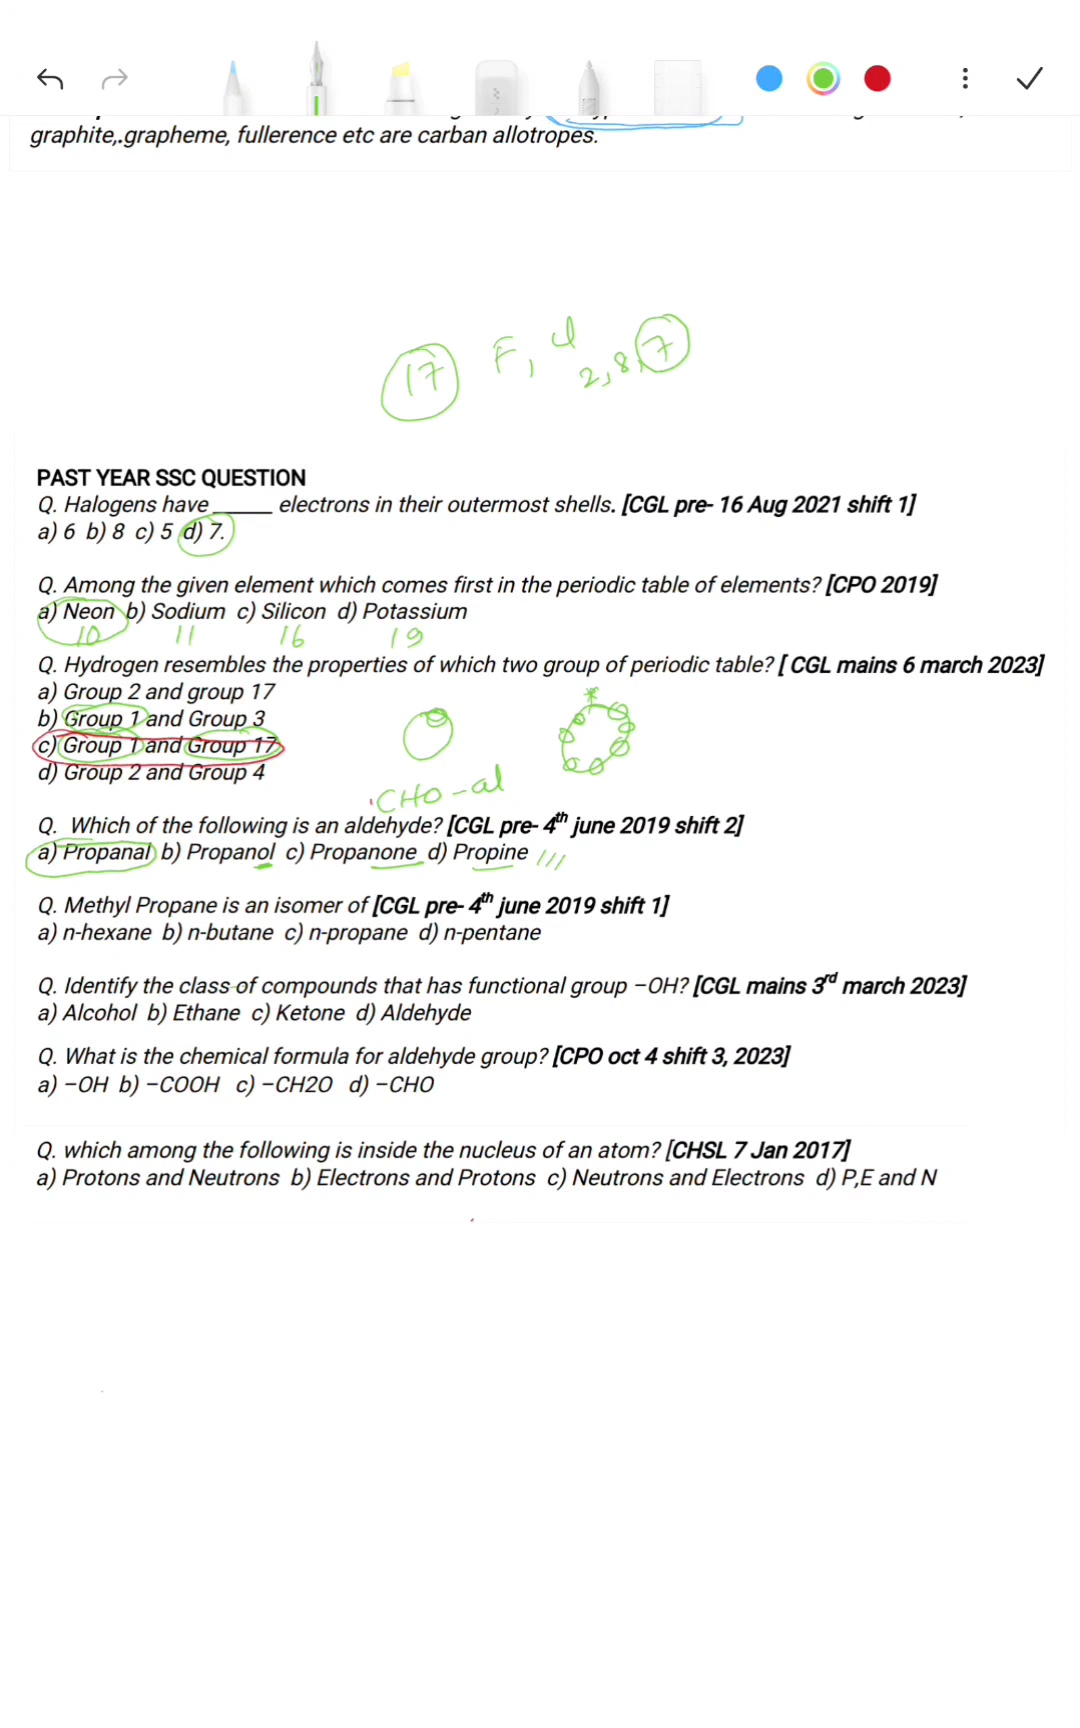 graphite,.grapheme, fullerence etc are carban allotropes.
17 F, Cl 2,8,7
PAST YEAR SSC QUESTION
Q. Halogens have _____ electrons in their outermost shells. [CGL pre- 16 Aug 2021 shift 1]
a) 6 b) 8 c) 5 d) 7.
Q. Among the given element which comes first in the periodic table of elements? [CPO 2019]
a) Neon b) Sodium c) Silicon d) Potassium
10 11 16 19
Q. Hydrogen resembles the properties of which two group of periodic table? [ CGL mains 6 march 2023]
a) Group 2 and group 17
b) Group 1 and Group 3
c) Group 1 and Group 17
d) Group 2 and Group 4
CHO-al
Q. Which of the following is an aldehyde? [CGL pre- 4th june 2019 shift 2]
a) Propanal b) Propanol c) Propanone d) Propine
Q. Methyl Propane is an isomer of [CGL pre- 4th june 2019 shift 1]
a) n-hexane b) n-butane c) n-propane d) n-pentane
Q. Identify the class of compounds that has functional group –OH? [CGL mains 3rd march 2023]
a) Alcohol b) Ethane c) Ketone d) Aldehyde
Q. What is the chemical formula for aldehyde group? [CPO oct 4 shift 3, 2023]
a) –OH b) –COOH c) –CH2O d) –CHO
Q. which among the following is inside the nucleus of an atom? [CHSL 7 Jan 2017]
a) Protons and Neutrons b) Electrons and Protons c) Neutrons and Electrons d) P,E and N